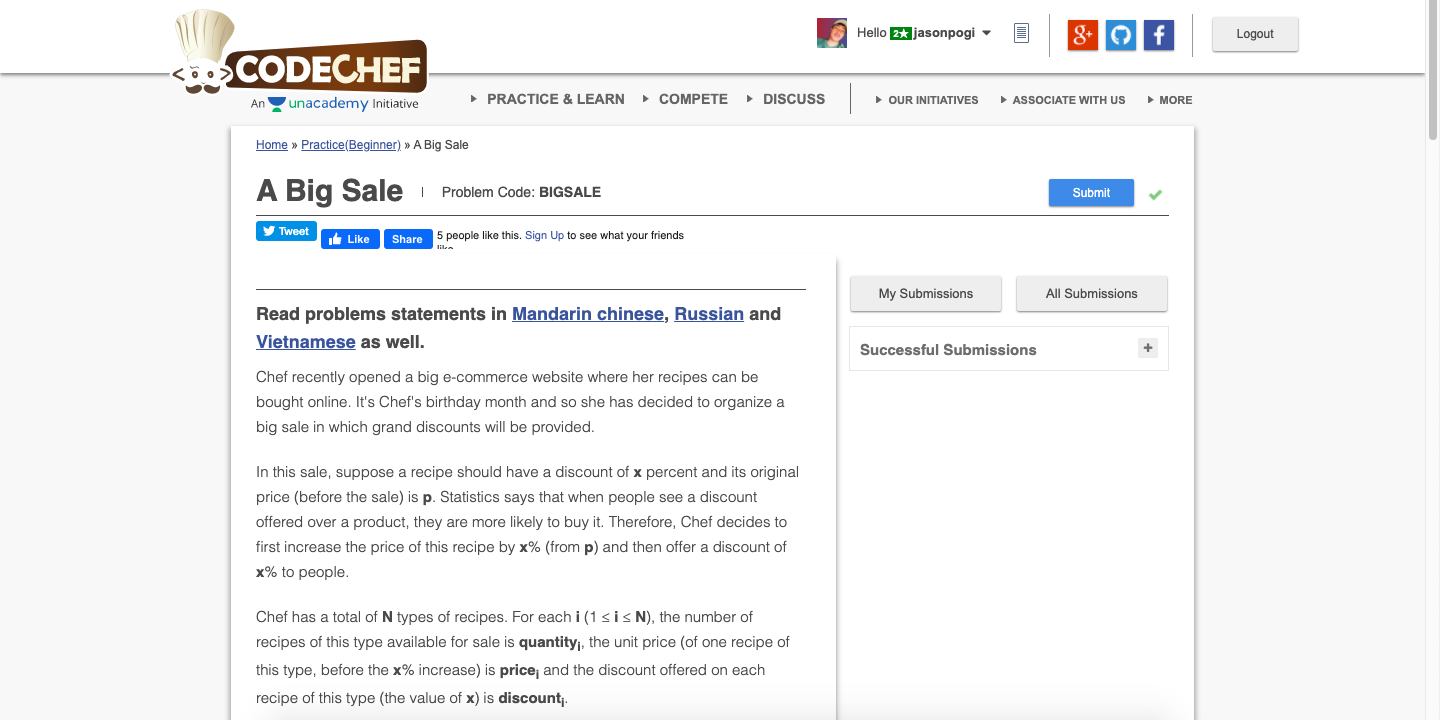 Hello 2★ jasonpogi
Logout
CODECHEF
An unacademy Initiative
PRACTICE & LEARN
COMPETE
DISCUSS
OUR INITIATIVES
ASSOCIATE WITH US
MORE
Home » Practice(Beginner) » A Big Sale
A Big Sale
Problem Code: BIGSALE
Submit
Tweet
Like
Share
5 people like this. Sign Up to see what your friends
like.
My Submissions
All Submissions
Successful Submissions
+
Read problems statements in Mandarin chinese, Russian and
Vietnamese as well.
Chef recently opened a big e-commerce website where her recipes can be
bought online. It's Chef's birthday month and so she has decided to organize a
big sale in which grand discounts will be provided.
In this sale, suppose a recipe should have a discount of x percent and its original
price (before the sale) is p. Statistics says that when people see a discount
offered over a product, they are more likely to buy it. Therefore, Chef decides to
first increase the price of this recipe by x% (from p) and then offer a discount of
x% to people.
Chef has a total of N types of recipes. For each i (1 ≤ i ≤ N), the number of
recipes of this type available for sale is quantityi, the unit price (of one recipe of
this type, before the x% increase) is pricei and the discount offered on each
recipe of this type (the value of x) is discounti.